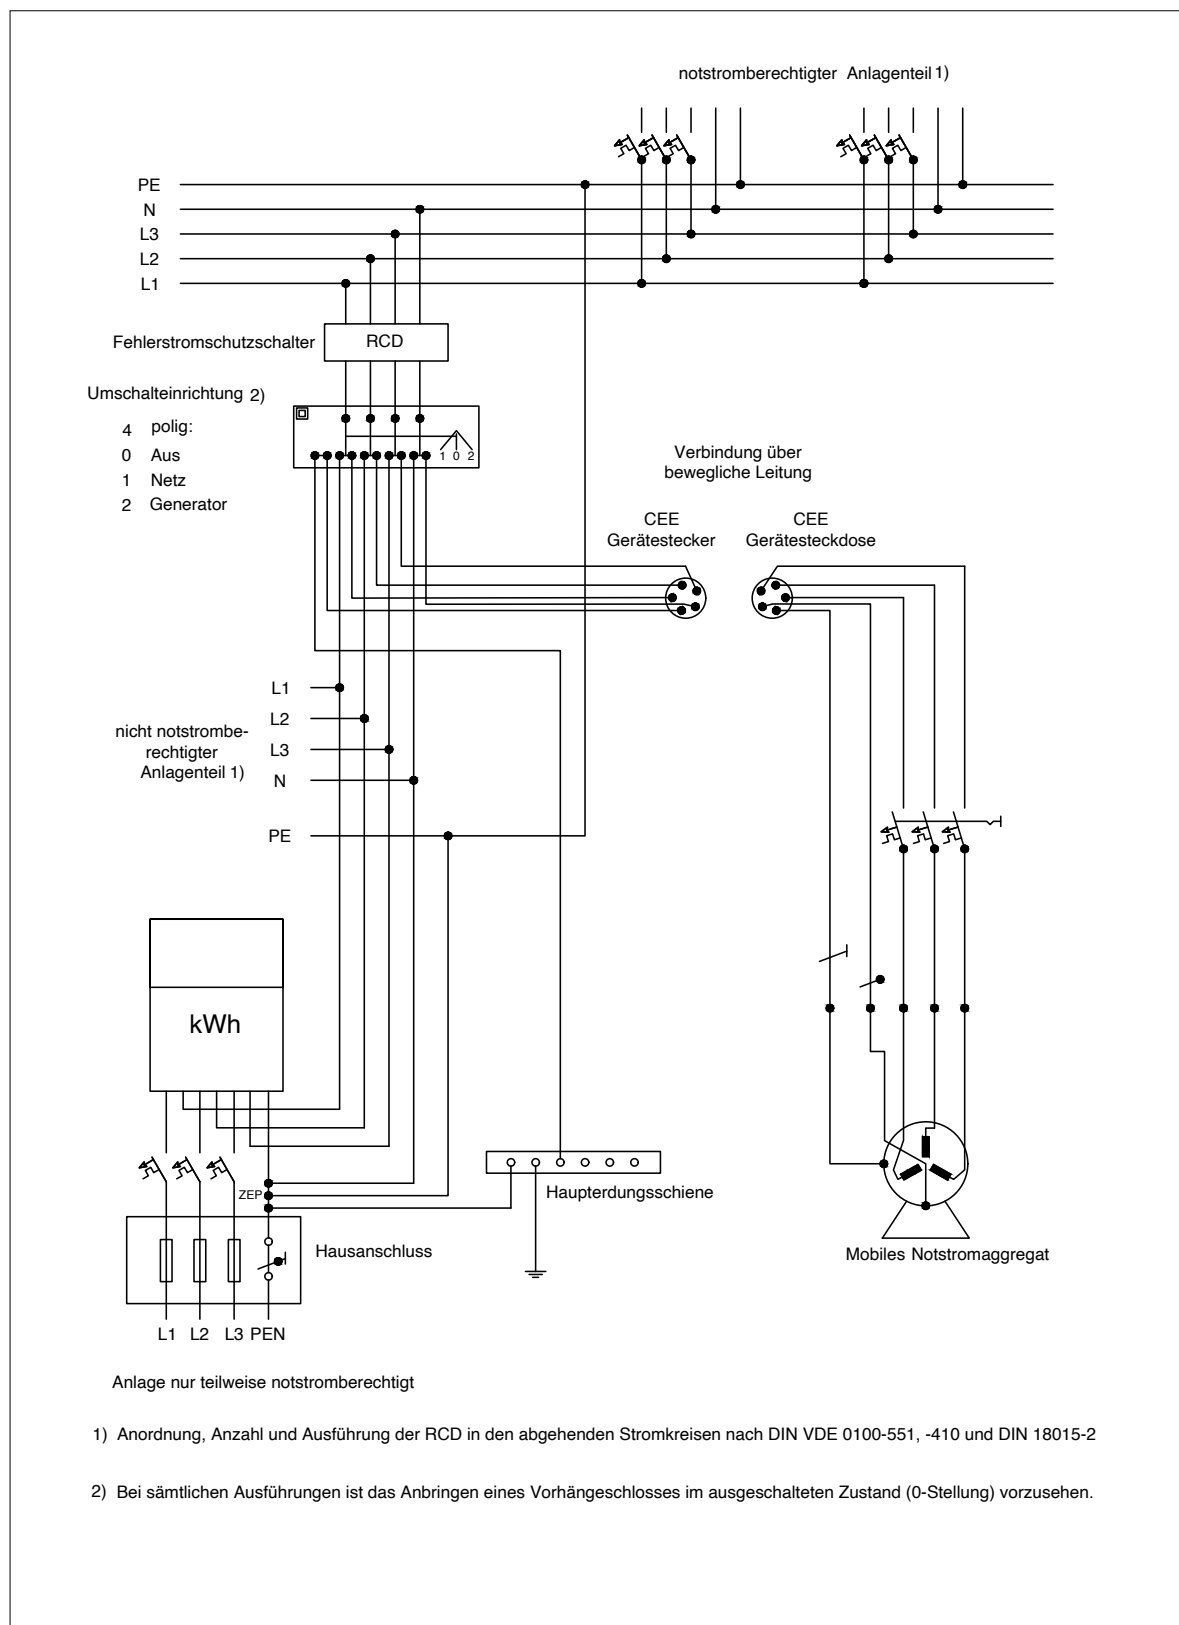 notstromberechtigter Anlagenteil 1)
PE
N
L3
L2
L1
Fehlerstromschutzschalter
RCD
Umschalteinrichtung 2)
4 polig:
0 Aus
1 Netz
2 Generator
1 0 2
Verbindung über
bewegliche Leitung
CEE
Gerätestecker
CEE
Gerätesteckdose
L1
L2
L3
N
PE
nicht notstrombe-
rechtigter
Anlagenteil 1)
kWh
ZEP
Haupterdungsschiene
Hausanschluss
Mobiles Notstromaggregat
L1 L2 L3 PEN
Anlage nur teilweise notstromberechtigt
1) Anordnung, Anzahl und Ausführung der RCD in den abgehenden Stromkreisen nach DIN VDE 0100-551, -410 und DIN 18015-2
2) Bei sämtlichen Ausführungen ist das Anbringen eines Vorhängeschlosses im ausgeschalteten Zustand (0-Stellung) vorzusehen.